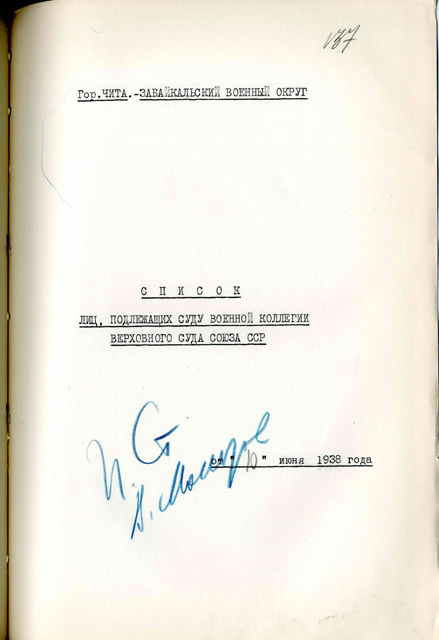 137
Гор.ЧИТА.-ЗАБАЙКАЛЬСКИЙ ВОЕННЫЙ ОКРУГ
С П И С О К
ЛИЦ, ПОДЛЕЖАЩИХ СУДУ ВОЕННОЙ КОЛЛЕГИИ
ВЕРХОВНОГО СУДА СОЮЗА ССР
И. Ст.
В. Молотов
от " 10 " июня 1938 года